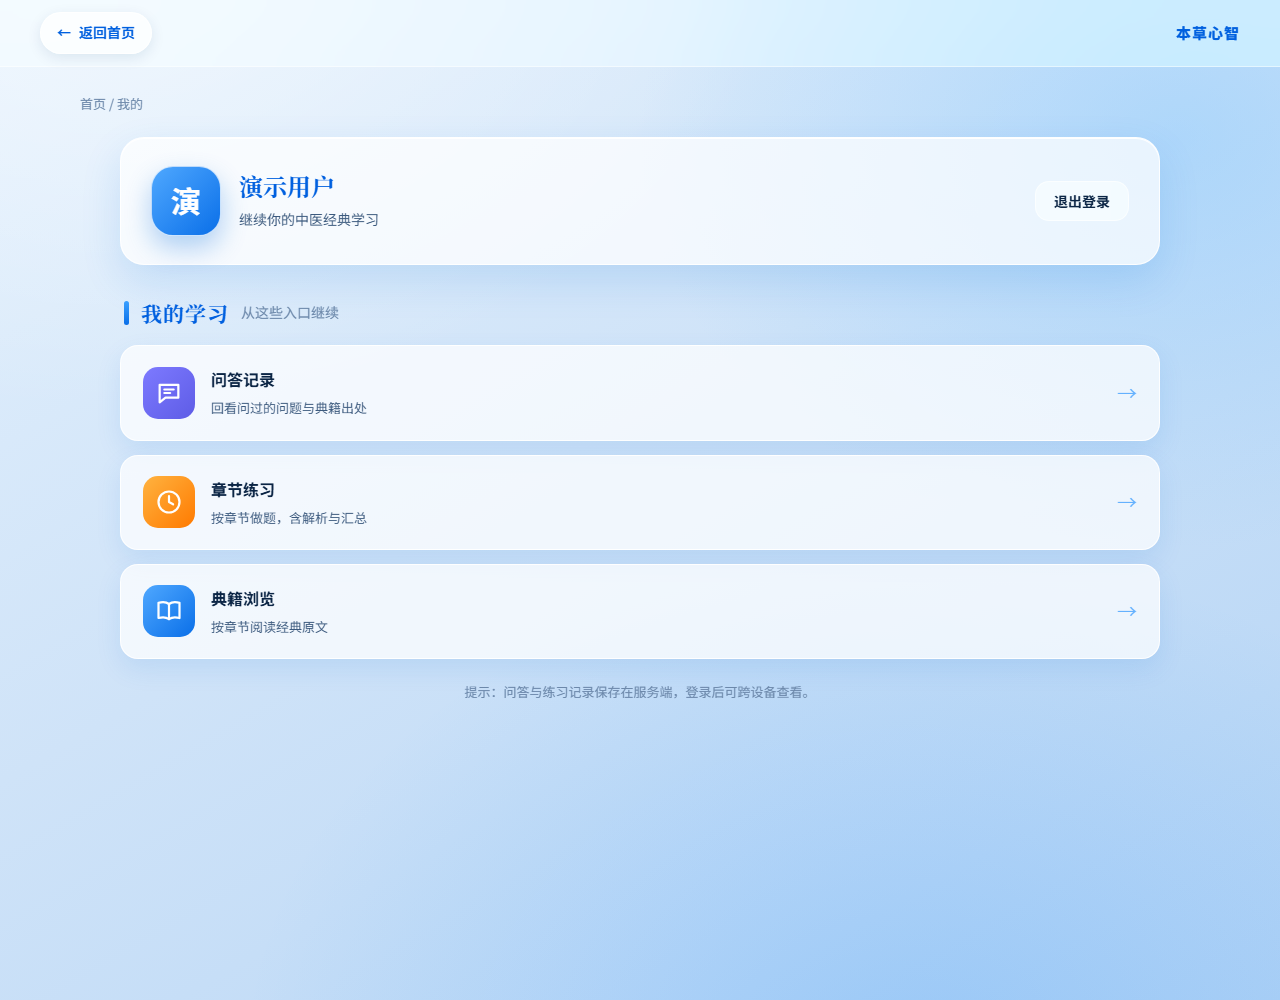 ← 返回首页
本草心智
首页 / 我的
演
演示用户
继续你的中医经典学习
退出登录
我的学习 从这些入口继续
问答记录
回看问过的问题与典籍出处
→
章节练习
按章节做题，含解析与汇总
→
典籍浏览
按章节阅读经典原文
→
提示：问答与练习记录保存在服务端，登录后可跨设备查看。